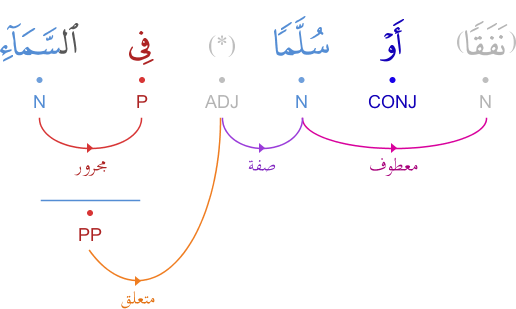 (نَفَقًا) أَوْ سُلَّمًا (*) فِى ٱلسَّمَآءِ
N CONJ N ADJ P N
معطوف صفة مجرور
PP
متعلق